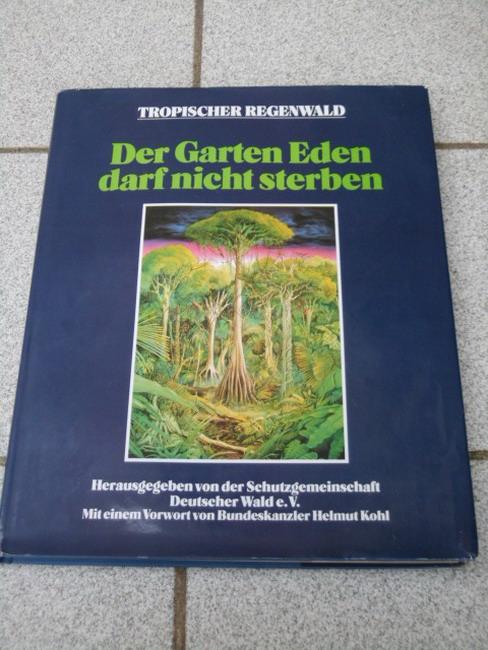 TROPISCHER REGENWALD
Der Garten Eden
darf nicht sterben
Herausgegeben von der Schutzgemeinschaft
Deutscher Wald e.V.
Mit einem Vorwort von Bundeskanzler Helmut Kohl